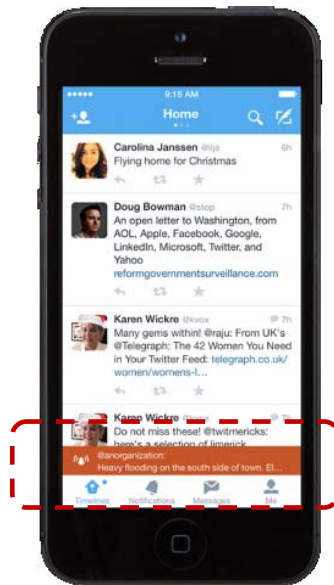 9:15 AM
Home
Carolina Janssen @lija 6h
Flying home for Christmas
Doug Bowman @stop 7h
An open letter to Washington, from
AOL, Apple, Facebook, Google,
LinkedIn, Microsoft, Twitter, and
Yahoo
reformgovernmentsurveillance.com
Karen Wickre @kvox 7h
Many gems within! @raju: From UK's
@Telegraph: The 42 Women You Need
in Your Twitter Feed: telegraph.co.uk/
women/womens-l...
Karen Wickre @kvox 7h
Do not miss these! @twitmericks:
here's a selection of limerick
@anorganization:
Heavy flooding on the south side of town. El...
Timelines Notifications Messages Me